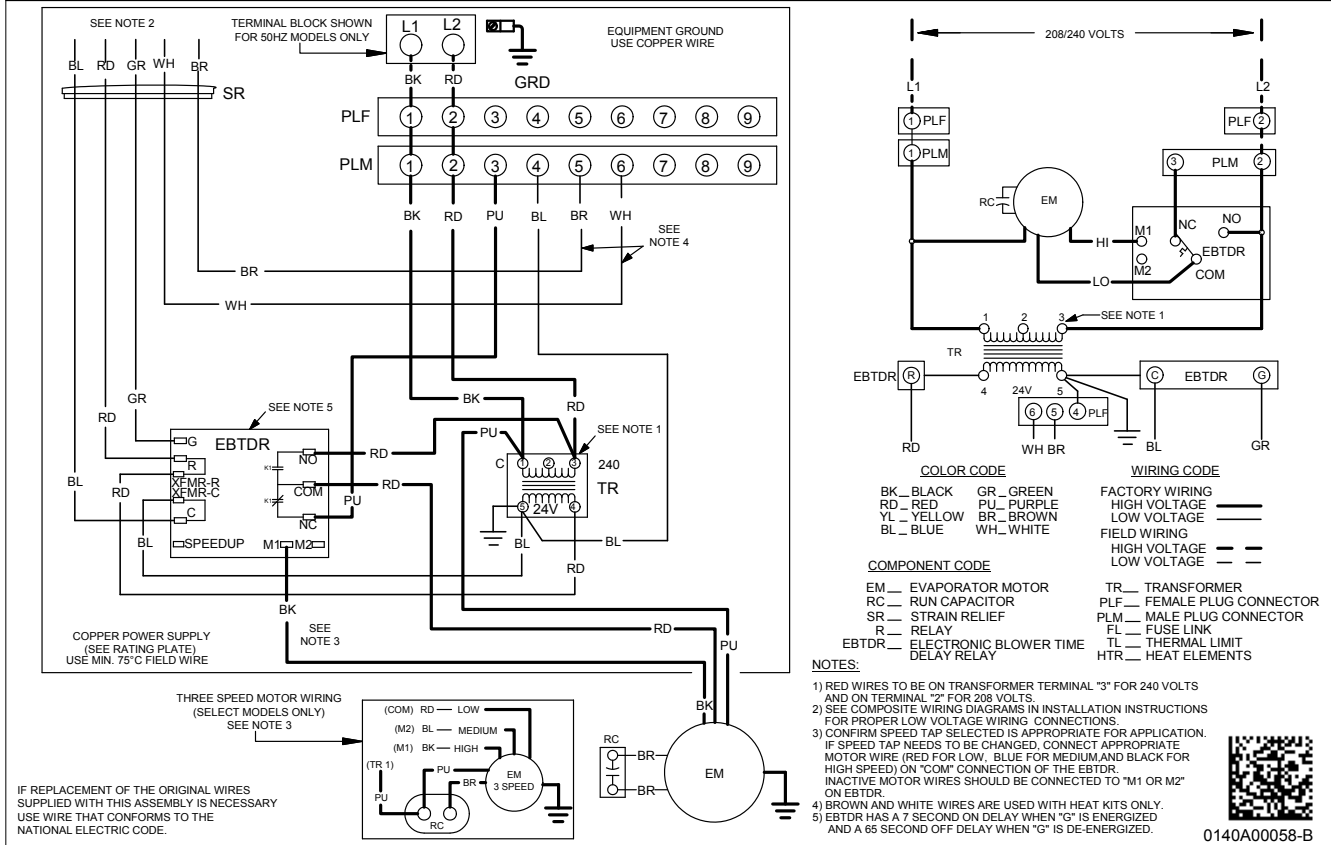 SEE NOTE 2
BL RD GR WH BR
SR
TERMINAL BLOCK SHOWN
FOR 50HZ MODELS ONLY
L1 L2
EQUIPMENT GROUND
USE COPPER WIRE
GRD
BK RD
PLF 1 2 3 4 5 6 7 8 9
PLM 1 2 3 4 5 6 7 8 9
BK RD PU BL BR WH
SEE
NOTE 4
BR
WH
GR
RD
SEE NOTE 5
BK
RD
PU
SEE NOTE 1
EBTDR
G
R
XFMR-R
XFMR-C
C
SPEEDUP
M1 M2
K1
K1
NO
COM
NC
RD
RD
PU
BL
RD
BL
C 1 2 3 240
TR
5 24V 4
BL
BL
RD
BK
SEE
NOTE 3
RD
PU
BK
COPPER POWER SUPPLY
(SEE RATING PLATE)
USE MIN. 75°C FIELD WIRE
THREE SPEED MOTOR WIRING
(SELECT MODELS ONLY)
SEE NOTE 3
(COM) RD LOW
(M2) BL MEDIUM
(M1) BK HIGH
(TR 1)
PU
PU
BR
EM
3 SPEED
RC
RC
BR
BR
EM
IF REPLACEMENT OF THE ORIGINAL WIRES
SUPPLIED WITH THIS ASSEMBLY IS NECESSARY
USE WIRE THAT CONFORMS TO THE
NATIONAL ELECTRIC CODE.
208/240 VOLTS
L1 L2
1 PLF
PLF 2
1 PLM
3 PLM 2
RC
EM
HI
LO
M1
M2
NC
NO
EBTDR
COM
1 2 3
SEE NOTE 1
TR
4 24V 5
EBTDR R
C EBTDR G
6 5 4 PLF
RD
WH BR
BL
GR
COLOR CODE
BK_BLACK GR_GREEN
RD_RED PU_PURPLE
YL_YELLOW BR_BROWN
BL_BLUE WH_WHITE
WIRING CODE
FACTORY WIRING
HIGH VOLTAGE
LOW VOLTAGE
FIELD WIRING
HIGH VOLTAGE
LOW VOLTAGE
COMPONENT CODE
EM__ EVAPORATOR MOTOR
RC__ RUN CAPACITOR
SR__ STRAIN RELIEF
R__ RELAY
EBTDR__ ELECTRONIC BLOWER TIME
DELAY RELAY
TR__ TRANSFORMER
PLF__ FEMALE PLUG CONNECTOR
PLM__ MALE PLUG CONNECTOR
FL__ FUSE LINK
TL__ THERMAL LIMIT
HTR__ HEAT ELEMENTS
NOTES:
1) RED WIRES TO BE ON TRANSFORMER TERMINAL "3" FOR 240 VOLTS
AND ON TERMINAL "2" FOR 208 VOLTS.
2) SEE COMPOSITE WIRING DIAGRAMS IN INSTALLATION INSTRUCTIONS
FOR PROPER LOW VOLTAGE WIRING CONNECTIONS.
3) CONFIRM SPEED TAP SELECTED IS APPROPRIATE FOR APPLICATION.
IF SPEED TAP NEEDS TO BE CHANGED, CONNECT APPROPRIATE
MOTOR WIRE (RED FOR LOW, BLUE FOR MEDIUM,AND BLACK FOR
HIGH SPEED) ON "COM" CONNECTION OF THE EBTDR.
INACTIVE MOTOR WIRES SHOULD BE CONNECTED TO "M1 OR M2"
ON EBTDR.
4) BROWN AND WHITE WIRES ARE USED WITH HEAT KITS ONLY.
5) EBTDR HAS A 7 SECOND ON DELAY WHEN "G" IS ENERGIZED
AND A 65 SECOND OFF DELAY WHEN "G" IS DE-ENERGIZED.
0140A00058-B